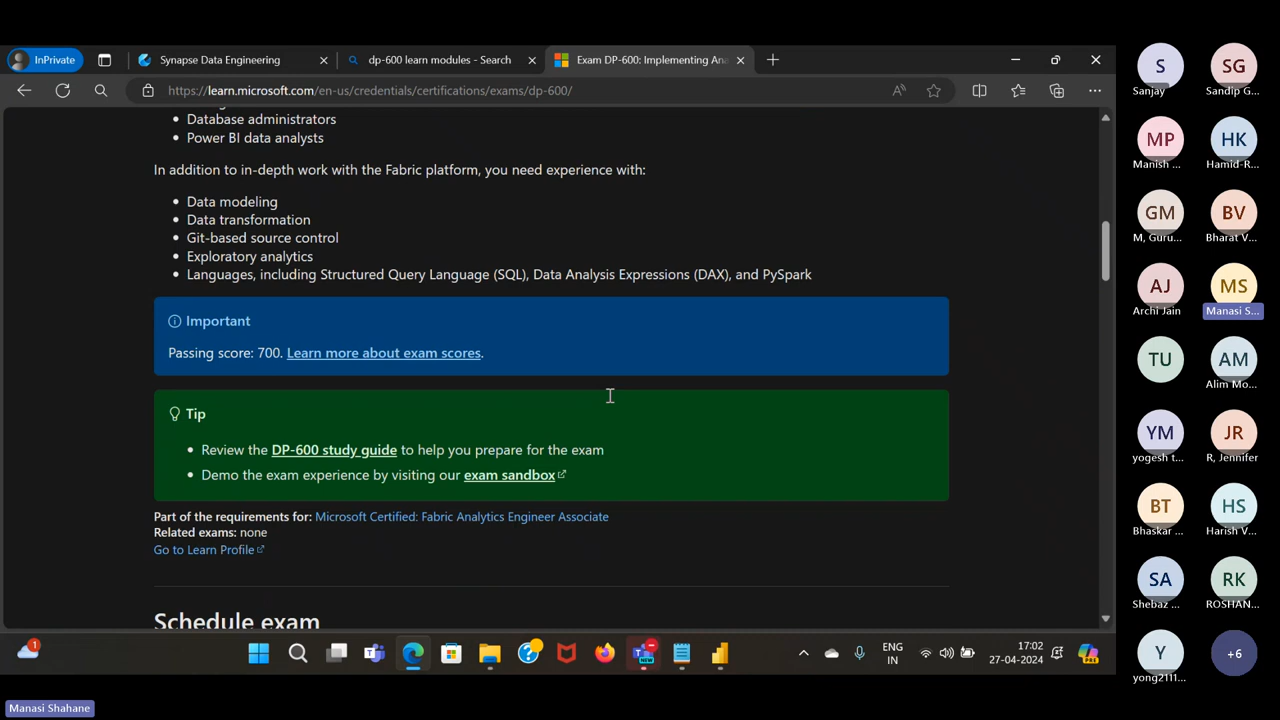 InPrivate
Synapse Data Engineering
dp-600 learn modules - Search
Exam DP-600: Implementing Ana
https://learn.microsoft.com/en-us/credentials/certifications/exams/dp-600/
Database administrators
Power BI data analysts
In addition to in-depth work with the Fabric platform, you need experience with:
Data modeling
Data transformation
Git-based source control
Exploratory analytics
Languages, including Structured Query Language (SQL), Data Analysis Expressions (DAX), and PySpark
Important
Passing score: 700. Learn more about exam scores.
Tip
Review the DP-600 study guide to help you prepare for the exam
Demo the exam experience by visiting our exam sandbox
Part of the requirements for: Microsoft Certified: Fabric Analytics Engineer Associate
Related exams: none
Go to Learn Profile
Schedule exam
1
NEW
ENG
IN
17:02
27-04-2024
PRE
Manasi Shahane
S
Sanjay
SG
Sandip G...
MP
Manish ...
HK
Hamid-R...
GM
M, Guru...
BV
Bharat V...
AJ
Archi Jain
MS
Manasi S...
TU
AM
Alim Mo...
YM
yogesh t...
JR
R, Jennifer
BT
Bhaskar ...
HS
Harish V...
SA
Shebaz ...
RK
ROSHAN...
Y
yong2111...
+6